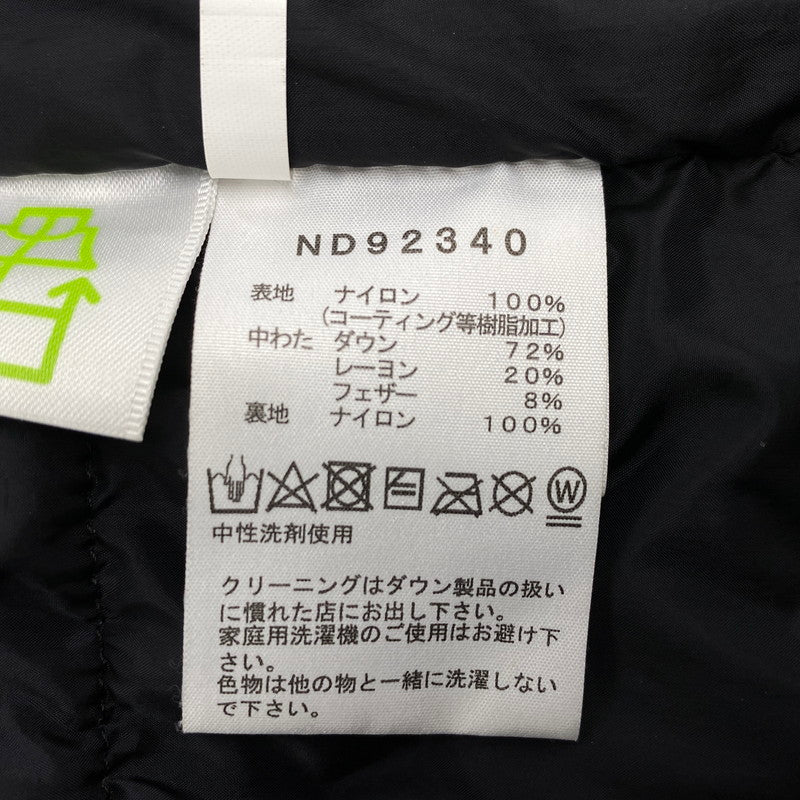 ND92340
表地 ナイロン 100%
(コーティング等樹脂加工)
中わた ダウン 72%
レーヨン 20%
フェザー 8%
裏地 ナイロン 100%
W
中性洗剤使用
クリーニングはダウン製品の扱い
に慣れた店にお出し下さい。
家庭用洗濯機のご使用はお避け下
さい。
色物は他の物と一緒に洗濯しない
で下さい。